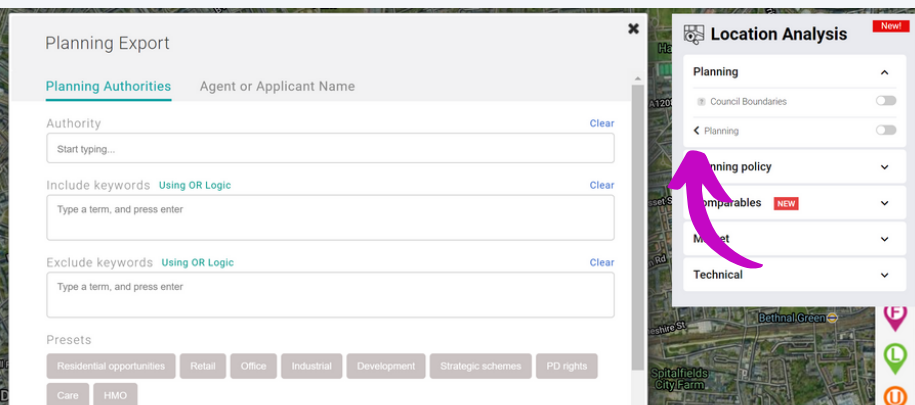 Planning Export
Planning Authorities Agent or Applicant Name
Authority Clear
Start typing...
Include keywords Using OR Logic Clear
Type a term, and press enter
Exclude keywords Using OR Logic Clear
Type a term, and press enter
Presets
Residential opportunities Retail Office Industrial Development Strategic schemes PD rights
Care HMO
Location Analysis New!
Planning
Council Boundaries
Planning
policy
NEW
Technical
Bethnal Green
Spitalfields
City Farm
F
L
U